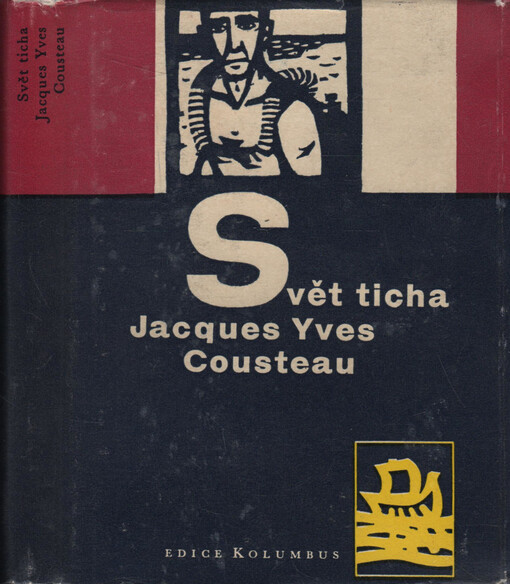 Svět ticha
Jacques Yves
Cousteau
Svět ticha
Jacques Yves
Cousteau
EDICE KOLUMBUS